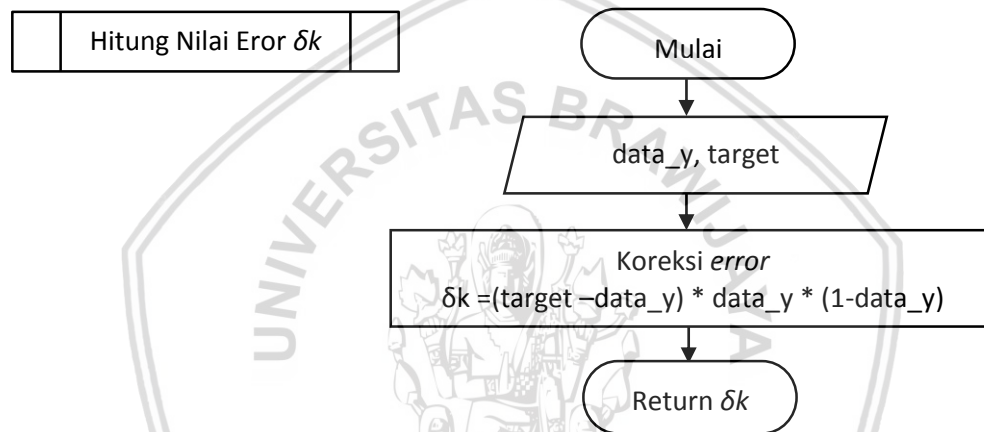 Hitung Nilai Eror δk
Mulai
data_y, target
Koreksi error
δk =(target –data_y) * data_y * (1-data_y)
Return δk
UNIVERSITAS BRAWIJAYA